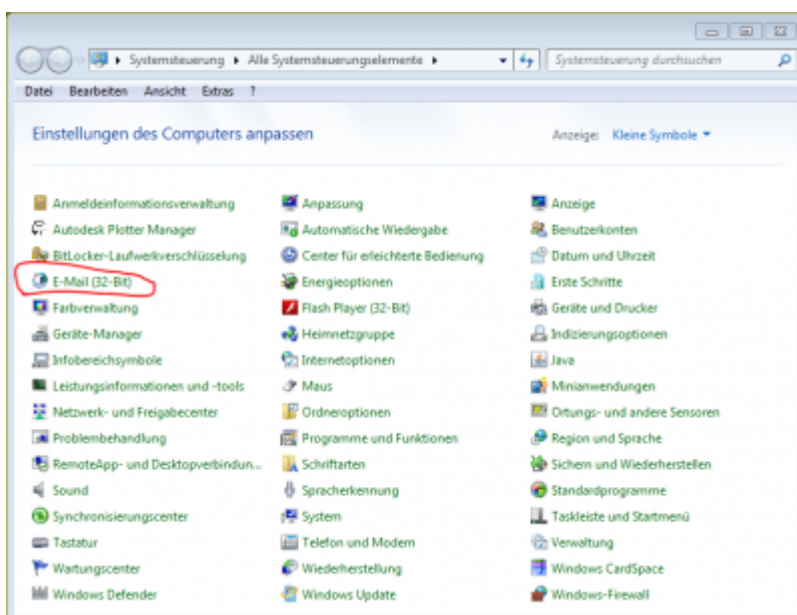 Systemsteuerung Alle Systemsteuerungselemente Systemsteuerung durchsuchen
Datei Bearbeiten Ansicht Extras ?
Einstellungen des Computers anpassen Anzeige: Kleine Symbole
Anmeldeinformationsverwaltung Anpassung Anzeige
Autodesk Plotter Manager Automatische Wiedergabe Benutzerkonten
BitLocker-Laufwerkverschlüsselung Center für erleichterte Bedienung Datum und Uhrzeit
E-Mail (32-Bit) Energieoptionen Erste Schritte
Farbverwaltung Flash Player (32-Bit) Geräte und Drucker
Geräte-Manager Heimnetzgruppe Indizierungsoptionen
Infobereichsymbole Internetoptionen Java
Leistungsinformationen und -tools Maus Minianwendungen
Netzwerk- und Freigabecenter Ordneroptionen Ortungs- und andere Sensoren
Problembehandlung Programme und Funktionen Region und Sprache
RemoteApp- und Desktopverbindun... Schriftarten Sichern und Wiederherstellen
Sound Spracherkennung Standardprogramme
Synchronisierungscenter System Taskleiste und Startmenü
Tastatur Telefon und Modem Verwaltung
Wartungscenter Wiederherstellung Windows CardSpace
Windows Defender Windows Update Windows-Firewall